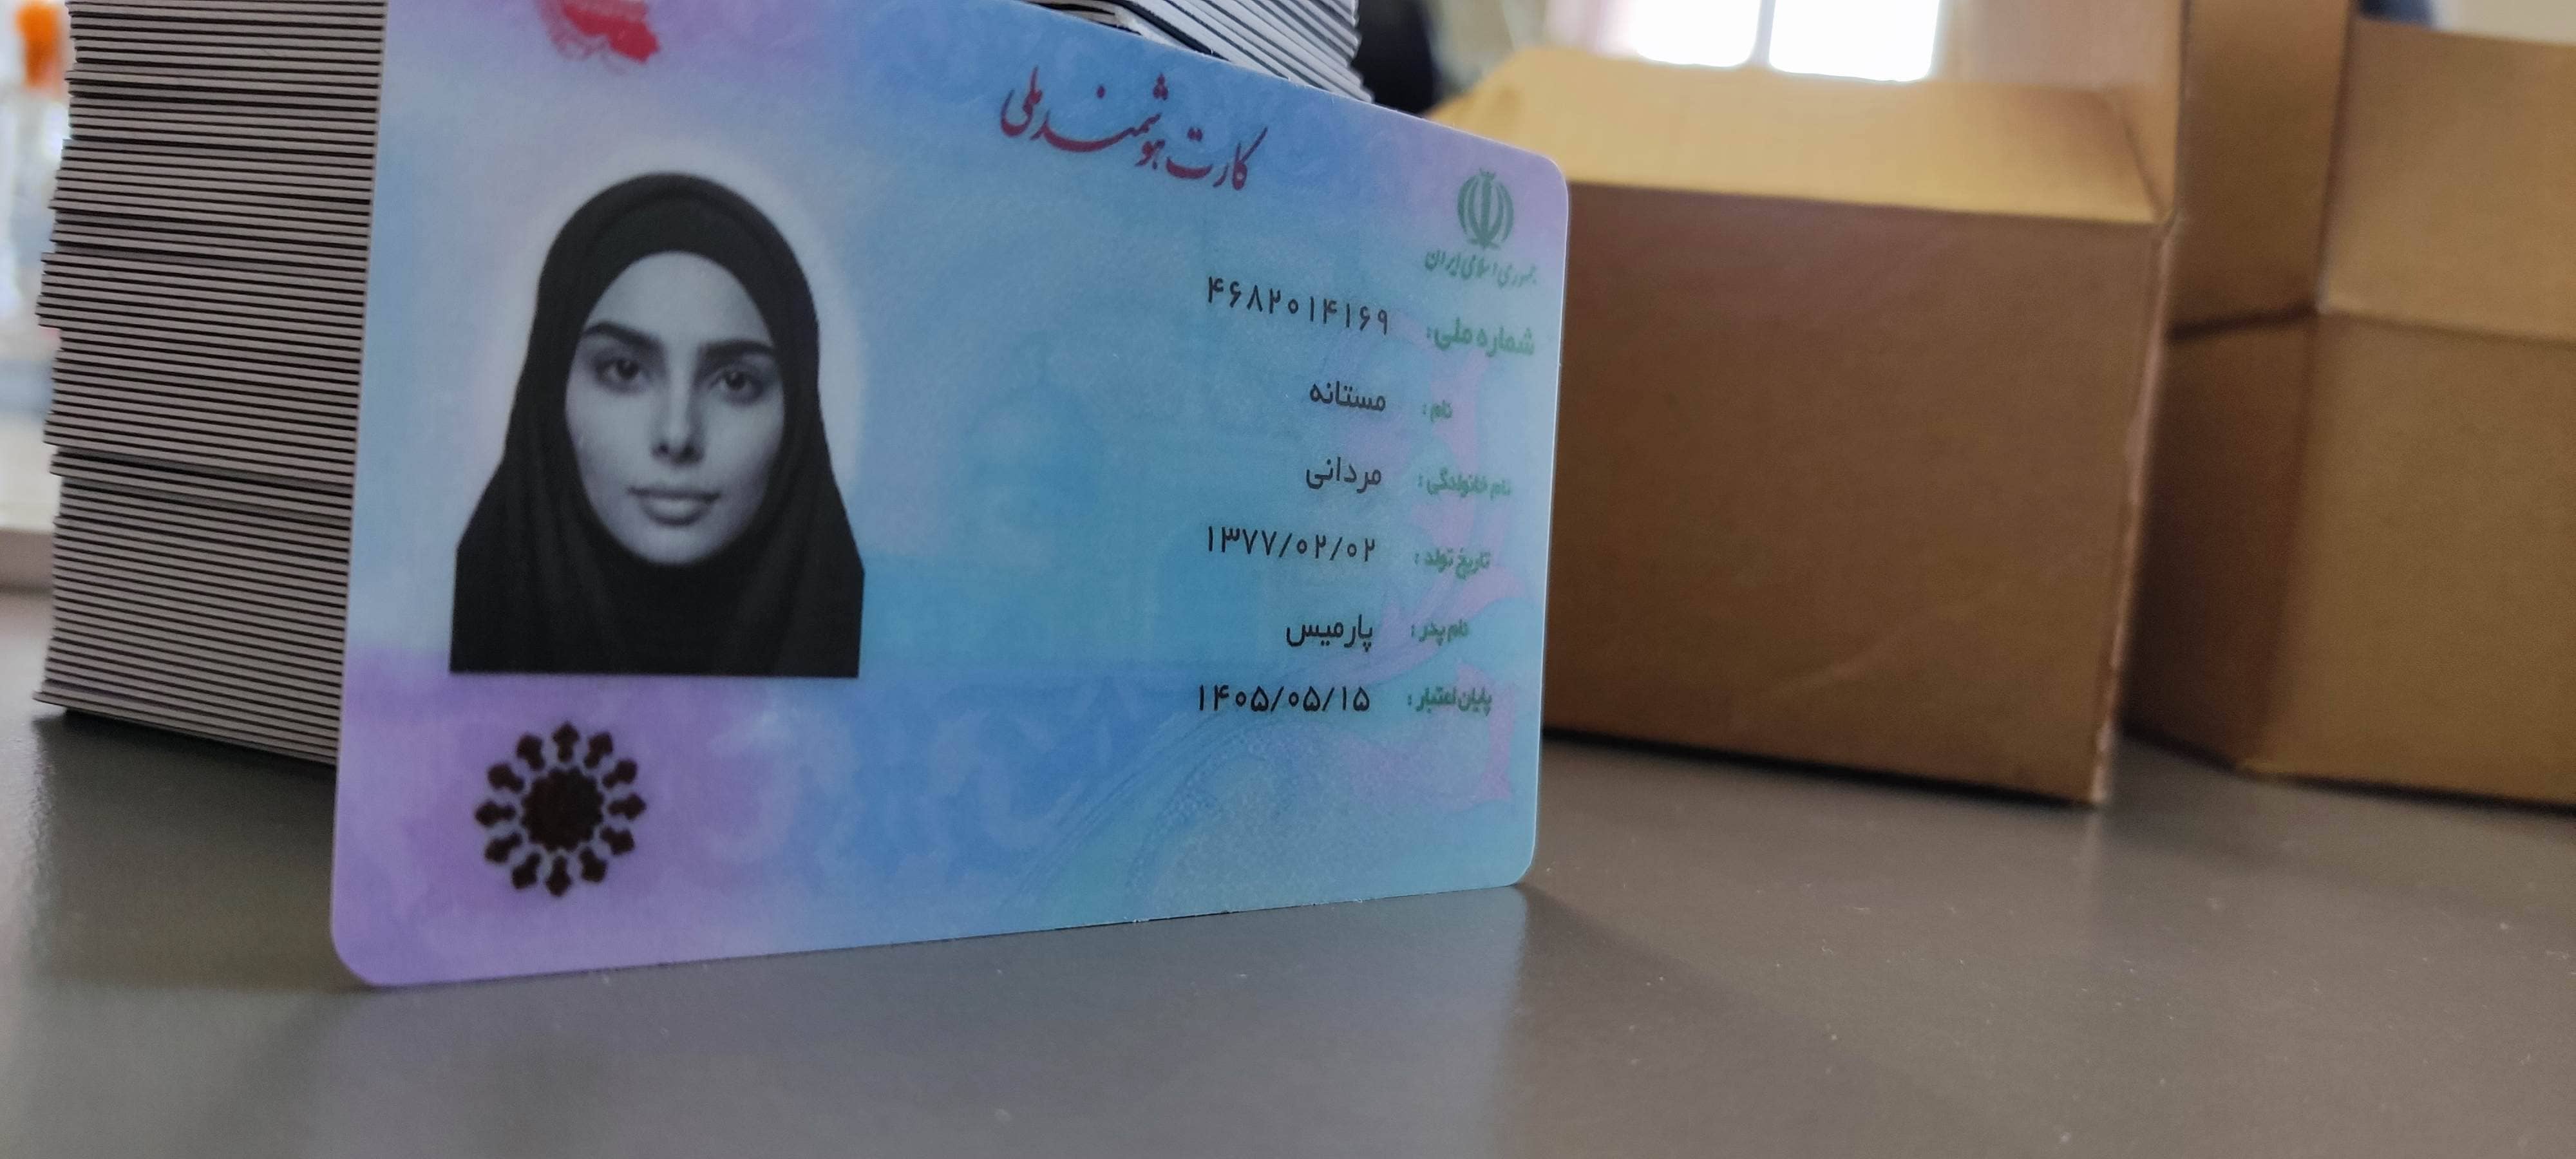 کارت هوشمند ملی
جمهوری اسلامی ایران
شماره ملی: ۴۶۸۲۰۱۴۱۶۹
نام: مستانه
نام خانوادگی: مردانی
تاریخ تولد: ۱۳۷۷/۰۲/۰۲
نام پدر: پارمیس
پایان اعتبار: ۱۴۰۵/۰۵/۱۵